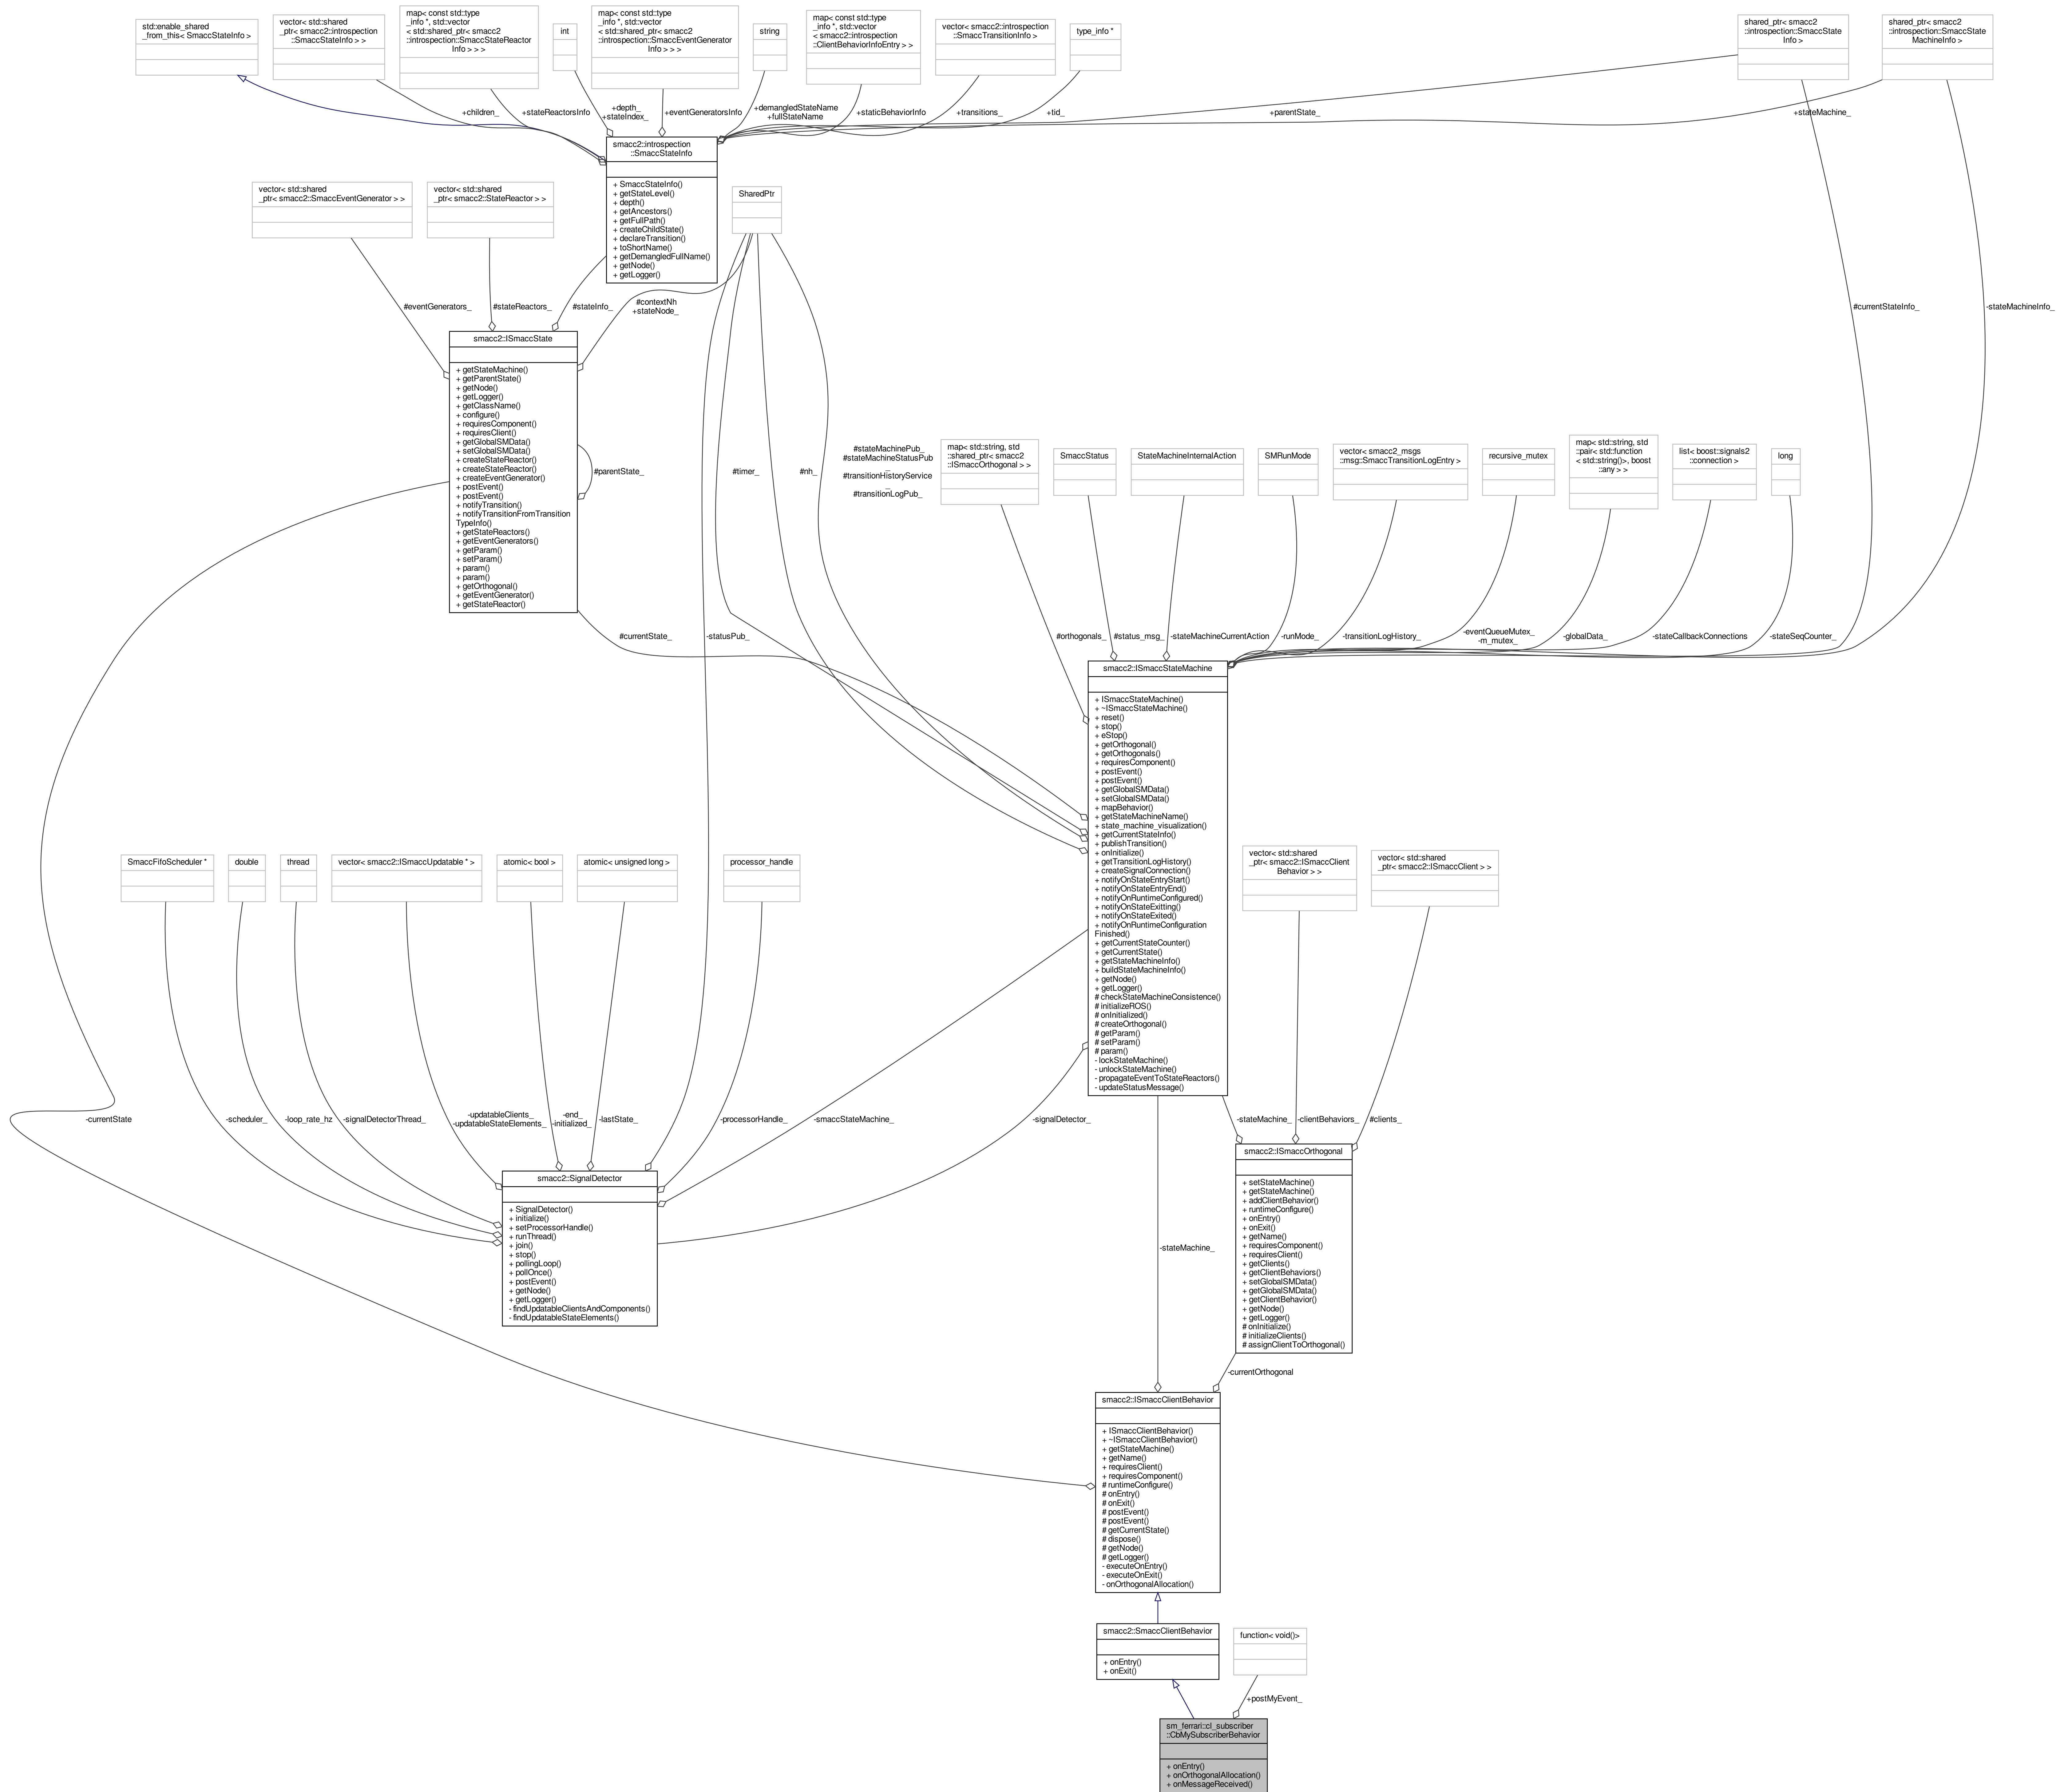 std::enable_shared
_from_this< SmaccStateInfo >
vector< std::shared
_ptr< smacc2::introspection
::SmaccStateInfo > >
map< const std::type
_info *, std::vector
< std::shared_ptr< smacc2
::introspection::SmaccStateReactor
Info > > >
int
map< const std::type
_info *, std::vector
< std::shared_ptr< smacc2
::introspection::SmaccEventGenerator
Info > > >
string
map< const std::type
_info *, std::vector
< smacc2::introspection
::ClientBehaviorInfoEntry > >
vector< smacc2::introspection
::SmaccTransitionInfo >
type_info *
shared_ptr< smacc2
::introspection::SmaccState
Info >
shared_ptr< smacc2
::introspection::SmaccState
MachineInfo >
+children_
+stateReactorsInfo
+depth_
+stateIndex_
+eventGeneratorsInfo
+demangledStateName
+fullStateName
+staticBehaviorInfo
+transitions_
+tid_
+parentState_
+stateMachine_
smacc2::introspection
::SmaccStateInfo
+ SmaccStateInfo()
+ getStateLevel()
+ depth()
+ getAncestors()
+ getFullPath()
+ createChildState()
+ declareTransition()
+ toShortName()
+ getDemangledFullName()
+ getNode()
+ getLogger()
vector< std::shared
_ptr< smacc2::SmaccEventGenerator > >
vector< std::shared
_ptr< smacc2::StateReactor > >
SharedPtr
#eventGenerators_
#stateReactors_
#stateInfo_
#contextNh
+stateNode_
#currentStateInfo_
-stateMachineInfo_
smacc2::ISmaccState
+ getStateMachine()
+ getParentState()
+ getNode()
+ getLogger()
+ getClassName()
+ configure()
+ requiresComponent()
+ requiresClient()
+ getGlobalSMData()
+ setGlobalSMData()
+ createStateReactor()
+ createStateReactor()
+ createEventGenerator()
+ postEvent()
+ postEvent()
+ notifyTransition()
+ notifyTransitionFromTransition
TypeInfo()
+ getStateReactors()
+ getEventGenerators()
+ getParam()
+ setParam()
+ param()
+ param()
+ getOrthogonal()
+ getEventGenerator()
+ getStateReactor()
#parentState_
#timer_
#nh_
#stateMachinePub_
#stateMachineStatusPub
_
#transitionHistoryService
_
#transitionLogPub_
map< std::string, std
::shared_ptr< smacc2
::ISmaccOrthogonal > >
SmaccStatus
StateMachineInternalAction
SMRunMode
vector< smacc2_msgs
::msg::SmaccTransitionLogEntry >
recursive_mutex
map< std::string, std
::pair< std::function
< std::string()>, boost
::any > >
list< boost::signals2
::connection >
long
#currentState_
-statusPub_
#orthogonals_
#status_msg_
-stateMachineCurrentAction
-runMode_
-transitionLogHistory_
-eventQueueMutex_
-m_mutex_
-globalData_
-stateCallbackConnections
-stateSeqCounter_
smacc2::ISmaccStateMachine
+ ISmaccStateMachine()
+ ~ISmaccStateMachine()
+ reset()
+ stop()
+ eStop()
+ getOrthogonal()
+ getOrthogonals()
+ requiresComponent()
+ postEvent()
+ postEvent()
+ getGlobalSMData()
+ setGlobalSMData()
+ mapBehavior()
+ getStateMachineName()
+ state_machine_visualization()
+ getCurrentStateInfo()
+ publishTransition()
+ onInitialize()
+ getTransitionLogHistory()
+ createSignalConnection()
+ notifyOnStateEntryStart()
+ notifyOnStateEntryEnd()
+ notifyOnRuntimeConfigured()
+ notifyOnStateExitting()
+ notifyOnStateExited()
+ notifyOnRuntimeConfiguration
Finished()
+ getCurrentStateCounter()
+ getCurrentState()
+ getStateMachineInfo()
+ buildStateMachineInfo()
+ getNode()
+ getLogger()
# checkStateMachineConsistence()
# initializeROS()
# onInitialized()
# createOrthogonal()
# getParam()
# setParam()
# param()
- lockStateMachine()
- unlockStateMachine()
- propagateEventToStateReactors()
- updateStatusMessage()
SmaccFifoScheduler *
double
thread
vector< smacc2::ISmaccUpdatable * >
atomic< bool >
atomic< unsigned long >
processor_handle
vector< std::shared
_ptr< smacc2::ISmaccClient
Behavior > >
vector< std::shared
_ptr< smacc2::ISmaccClient > >
-currentState
-scheduler_
-loop_rate_hz
-signalDetectorThread_
-updatableClients_
-updatableStateElements_
-end_
-initialized_
-lastState_
-processorHandle_
-smaccStateMachine_
-signalDetector_
-stateMachine_
-clientBehaviors_
#clients_
smacc2::SignalDetector
+ SignalDetector()
+ initialize()
+ setProcessorHandle()
+ runThread()
+ join()
+ stop()
+ pollingLoop()
+ pollOnce()
+ postEvent()
+ getNode()
+ getLogger()
- findUpdatableClientsAndComponents()
- findUpdatableStateElements()
smacc2::ISmaccOrthogonal
+ setStateMachine()
+ getStateMachine()
+ addClientBehavior()
+ runtimeConfigure()
+ onEntry()
+ onExit()
+ getName()
+ requiresComponent()
+ requiresClient()
+ getClients()
+ getClientBehaviors()
+ setGlobalSMData()
+ getGlobalSMData()
+ getClientBehavior()
+ getNode()
+ getLogger()
# onInitialize()
# initializeClients()
# assignClientToOrthogonal()
-stateMachine_
-currentOrthogonal
smacc2::ISmaccClientBehavior
+ ISmaccClientBehavior()
+ ~ISmaccClientBehavior()
+ getStateMachine()
+ getName()
+ requiresClient()
+ requiresComponent()
# runtimeConfigure()
# onEntry()
# onExit()
# postEvent()
# postEvent()
# getCurrentState()
# dispose()
# getNode()
# getLogger()
- executeOnEntry()
- executeOnExit()
- onOrthogonalAllocation()
smacc2::SmaccClientBehavior
+ onEntry()
+ onExit()
function< void()>
+postMyEvent_
sm_ferrari::cl_subscriber
::CbMySubscriberBehavior
+ onEntry()
+ onOrthogonalAllocation()
+ onMessageReceived()